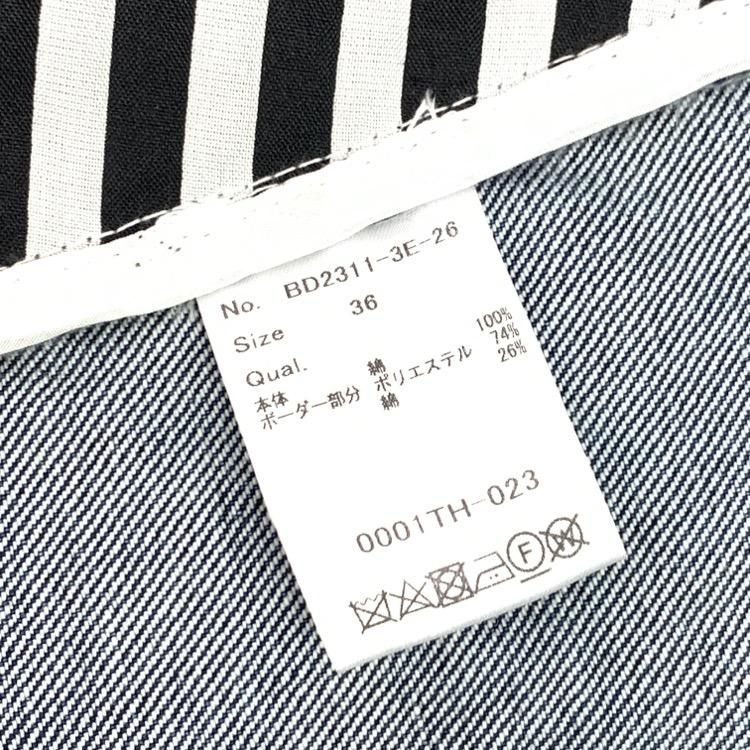 No. BD2311-3E-26
Size 36
Qual.
本体 綿 100%
ボーダー部分 ポリエステル 74%
綿 26%
0001TH-023
F
W